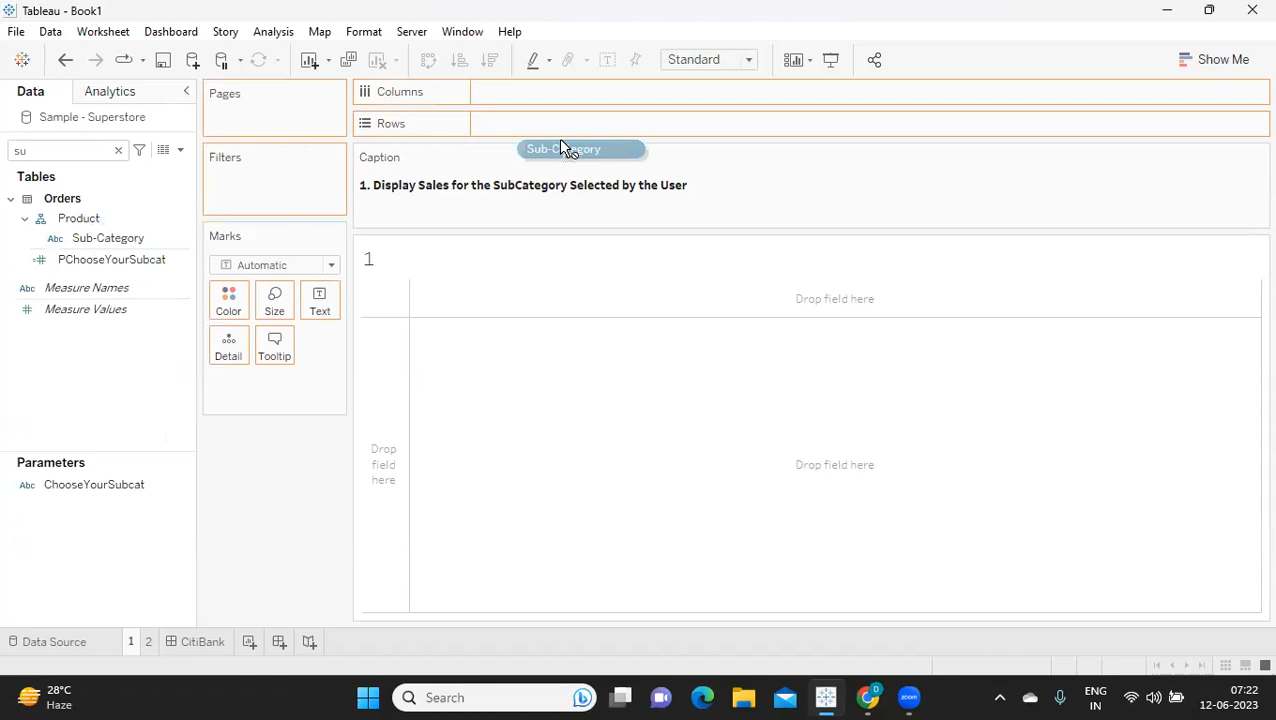 Tableau - Book1
File Data Worksheet Dashboard Story Analysis Map Format Server Window Help
Standard
Show Me
Data Analytics
Sample - Superstore
su
Tables
Orders
Product
Abc Sub-Category
PChooseYourSubcat
Abc Measure Names
Measure Values
Parameters
Abc ChooseYourSubcat
Pages
Filters
Marks
Automatic
Color Size Text
Detail Tooltip
Columns
Rows
Sub-Category
Caption
1. Display Sales for the SubCategory Selected by the User
1
Drop field here
Drop
field
here
Drop field here
Data Source 1 2 CitiBank
28°C
Haze
Search
zoom
ENG
IN
07:22
12-06-2023